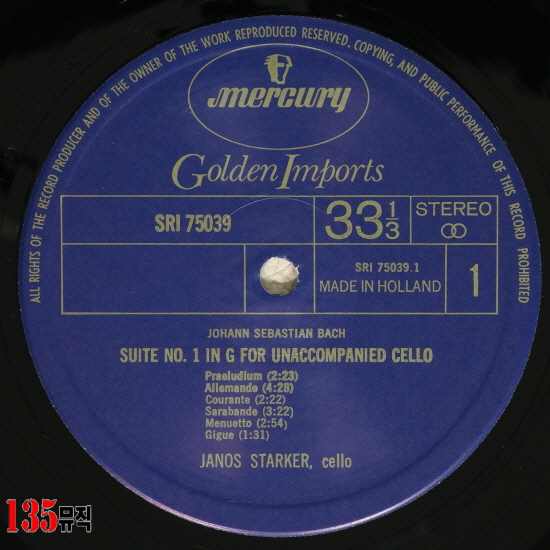 ALL RIGHTS OF THE RECORD PRODUCER AND OF THE OWNER OF THE WORK REPRODUCED RESERVED. COPYING, AND PUBLIC PERFORMANCE OF THIS RECORD PROHIBITED
mercury
Golden Imports
SRI 75039
33 1/3
STEREO
SRI 75039.1
MADE IN HOLLAND
1
JOHANN SEBASTIAN BACH
SUITE NO. 1 IN G FOR UNACCOMPANIED CELLO
Praeludium (2:23)
Allemande (4:28)
Courante (2:22)
Sarabande (3:22)
Menuetto (2:54)
Gigue (1:31)
JANOS STARKER, cello
135뮤직